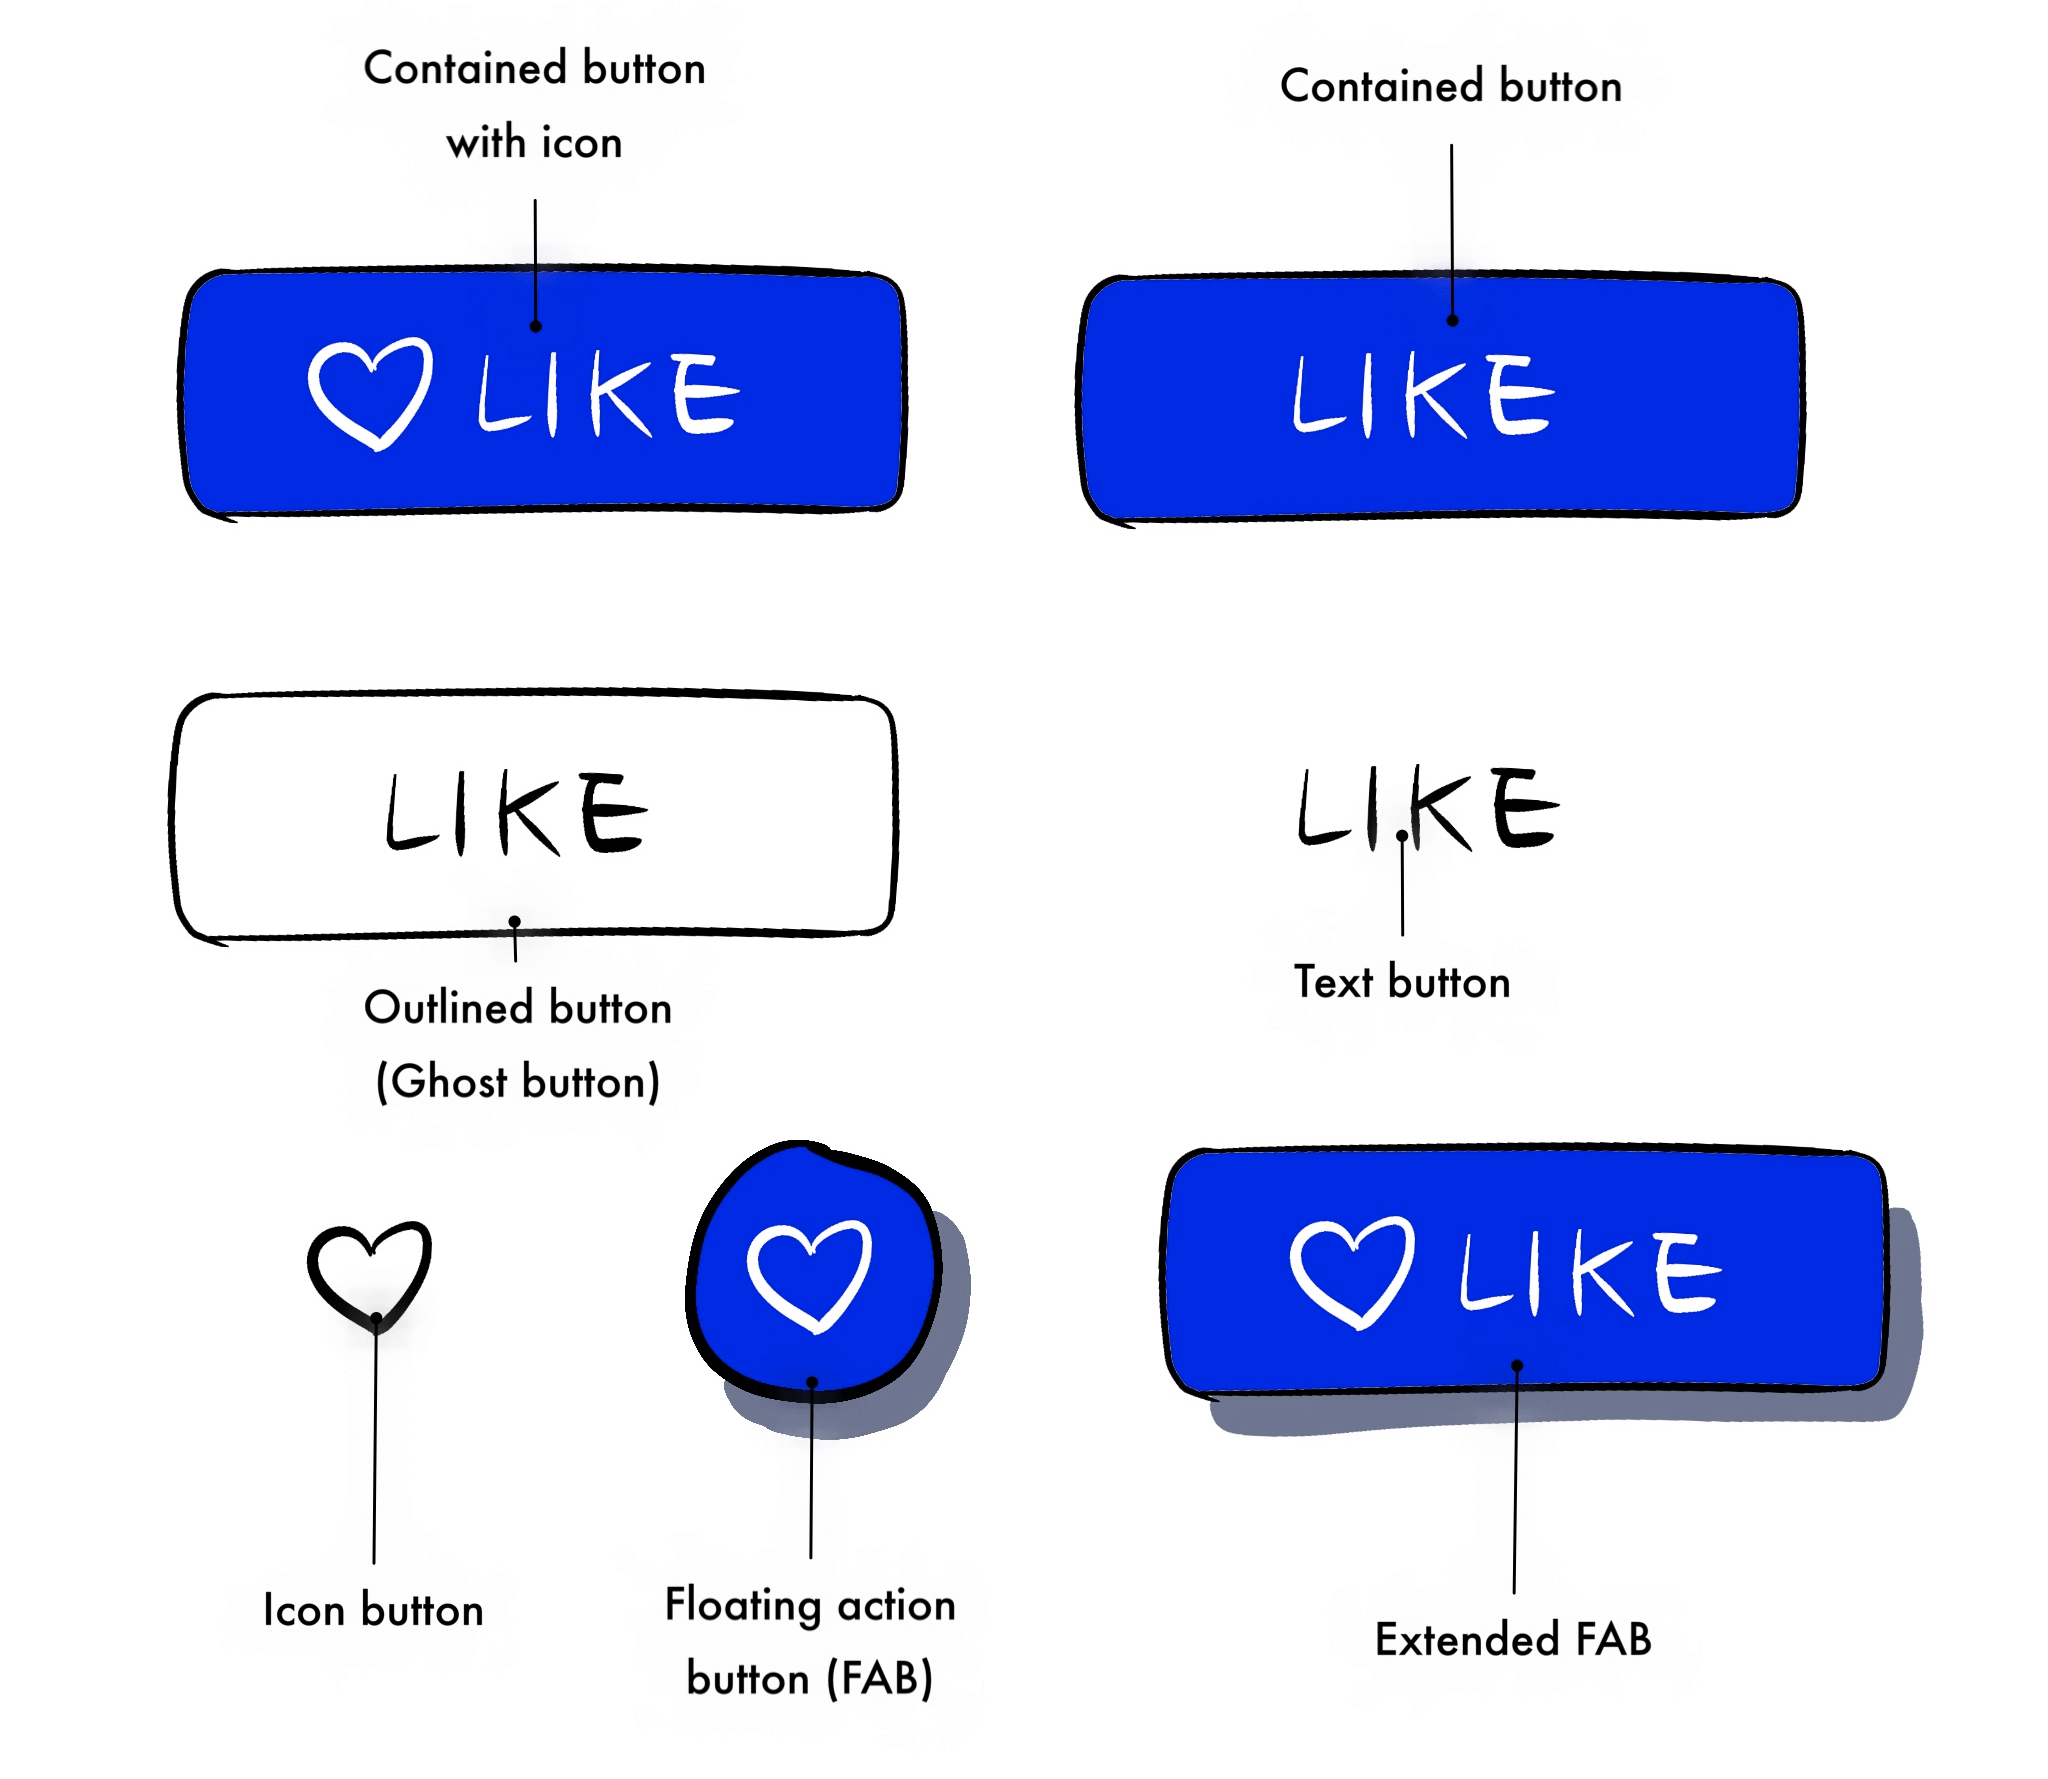 Contained button
with icon
Contained button
LIKE
LIKE
LIKE
LIKE
Outlined button
(Ghost button)
Text button
LIKE
Icon button
Floating action
button (FAB)
Extended FAB